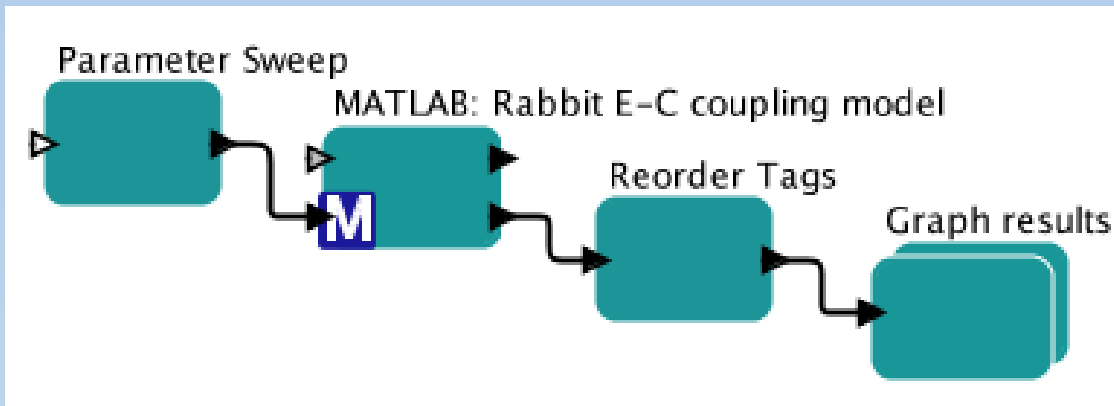 Parameter Sweep
MATLAB: Rabbit E-C coupling model
M
Reorder Tags
Graph results